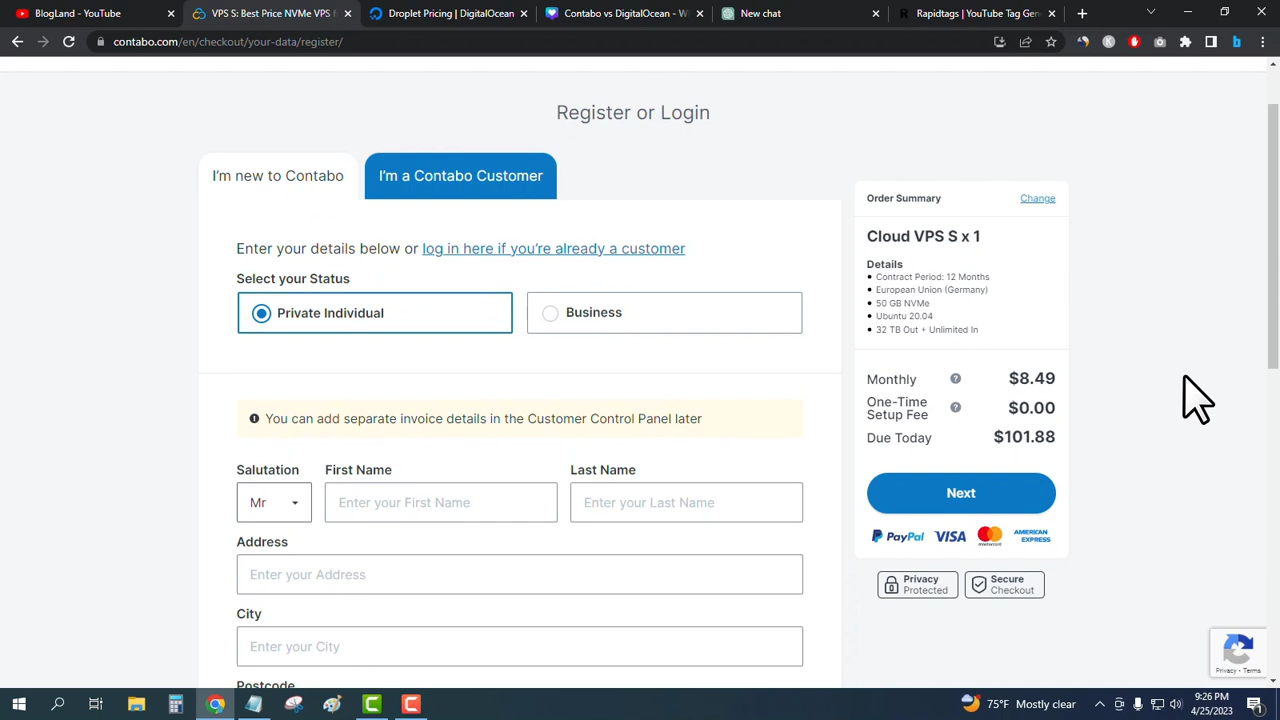 BlogLand - YouTube
VPS S: Best Price NVMe VPS
Droplet Pricing | DigitalOcean
Contabo vs DigitalOcean - W
New chat
Rapidtags | YouTube Tag Gen
contabo.com/en/checkout/your-data/register/
Register or Login
I'm new to Contabo
I'm a Contabo Customer
Enter your details below or log in here if you're already a customer
Select your Status
Private Individual
Business
You can add separate invoice details in the Customer Control Panel later
Salutation
First Name
Last Name
Mr
Enter your First Name
Enter your Last Name
Address
Enter your Address
City
Enter your City
Postcode
Order Summary
Change
Cloud VPS S x 1
Details
Contract Period: 12 Months
European Union (Germany)
50 GB NVMe
Ubuntu 20.04
32 TB Out + Unlimited In
Monthly ? $8.49
One-Time
Setup Fee ? $0.00
Due Today $101.88
Next
PayPal VISA mastercard AMERICAN EXPRESS
Privacy
Protected
Secure
Checkout
Privacy - Terms
75°F Mostly clear
9:26 PM
4/25/2023